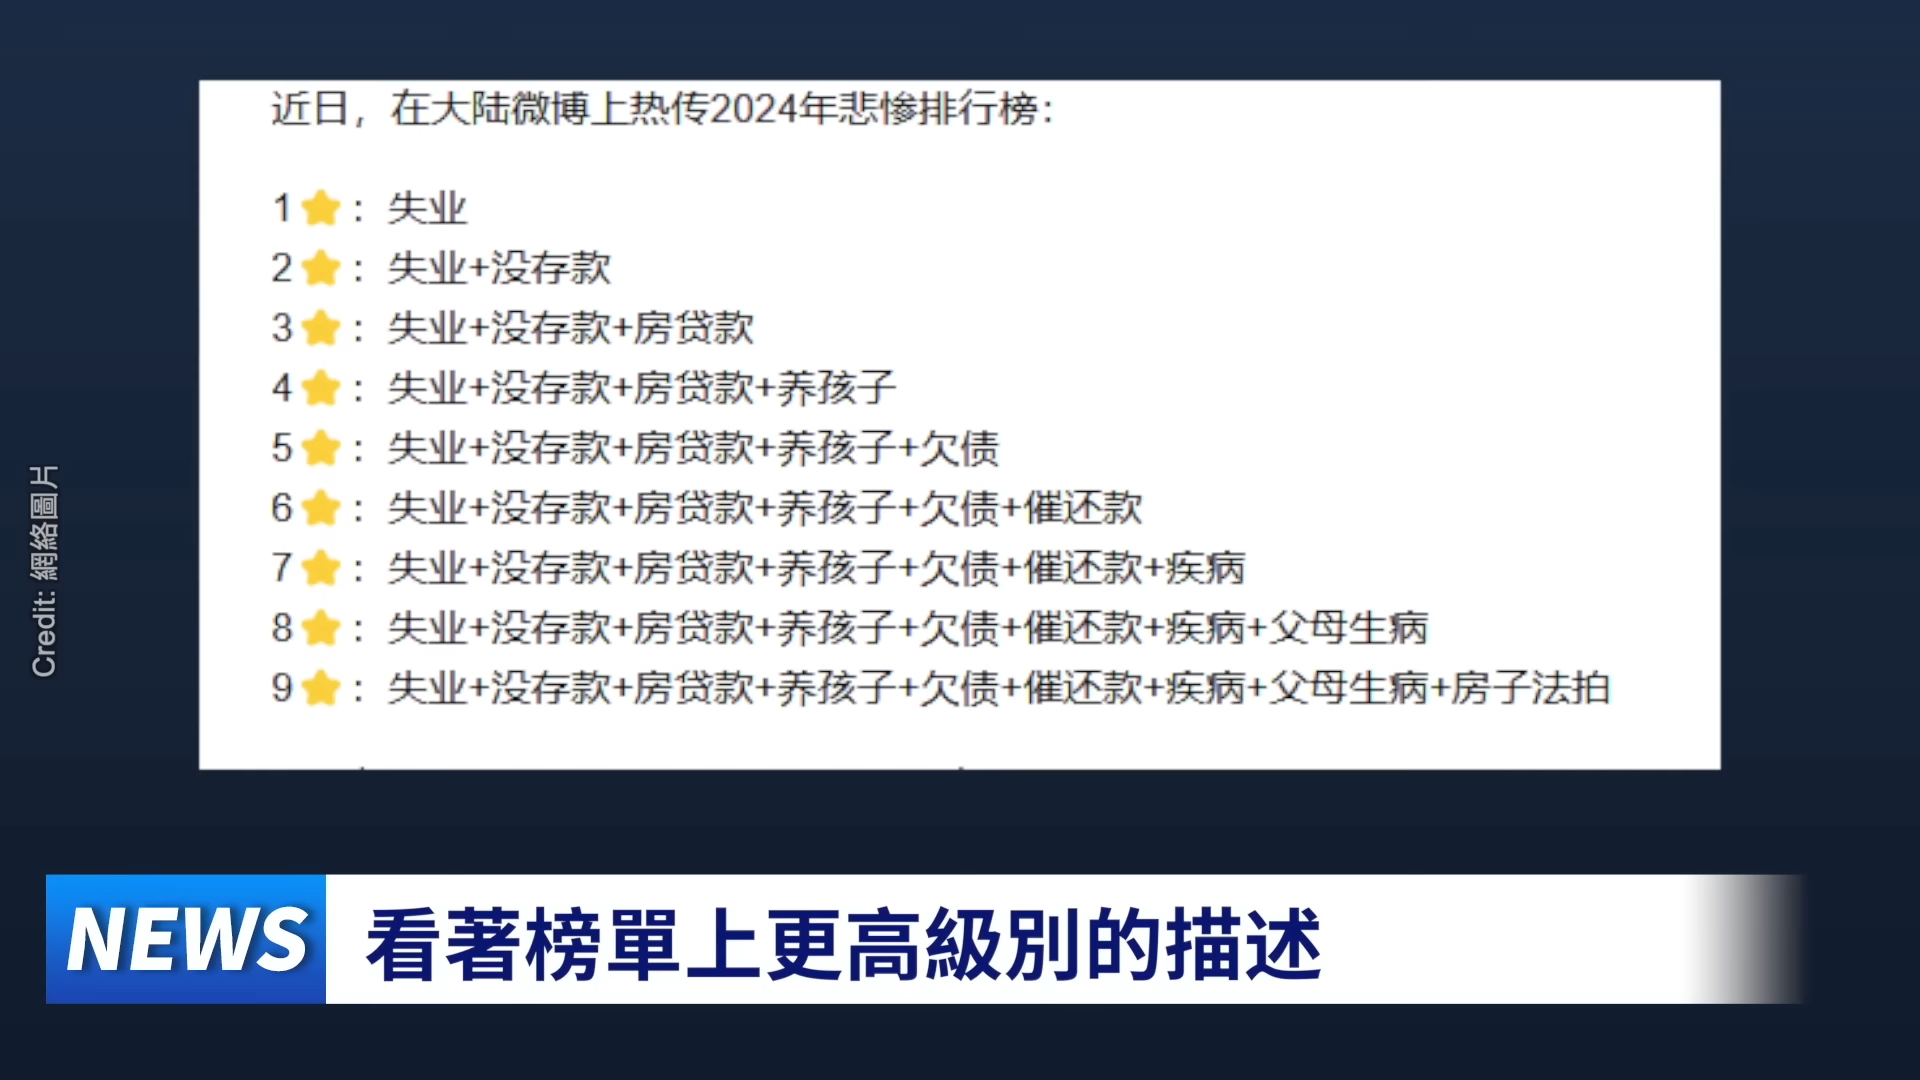 近日，在大陆微博上热传2024年悲惨排行榜：
1⭐：失业
2⭐：失业+没存款
3⭐：失业+没存款+房贷款
4⭐：失业+没存款+房贷款+养孩子
5⭐：失业+没存款+房贷款+养孩子+欠债
6⭐：失业+没存款+房贷款+养孩子+欠债+催还款
7⭐：失业+没存款+房贷款+养孩子+欠债+催还款+疾病
8⭐：失业+没存款+房贷款+养孩子+欠债+催还款+疾病+父母生病
9⭐：失业+没存款+房贷款+养孩子+欠债+催还款+疾病+父母生病+房子法拍
Credit: 網絡圖片
NEWS 看著榜單上更高級別的描述